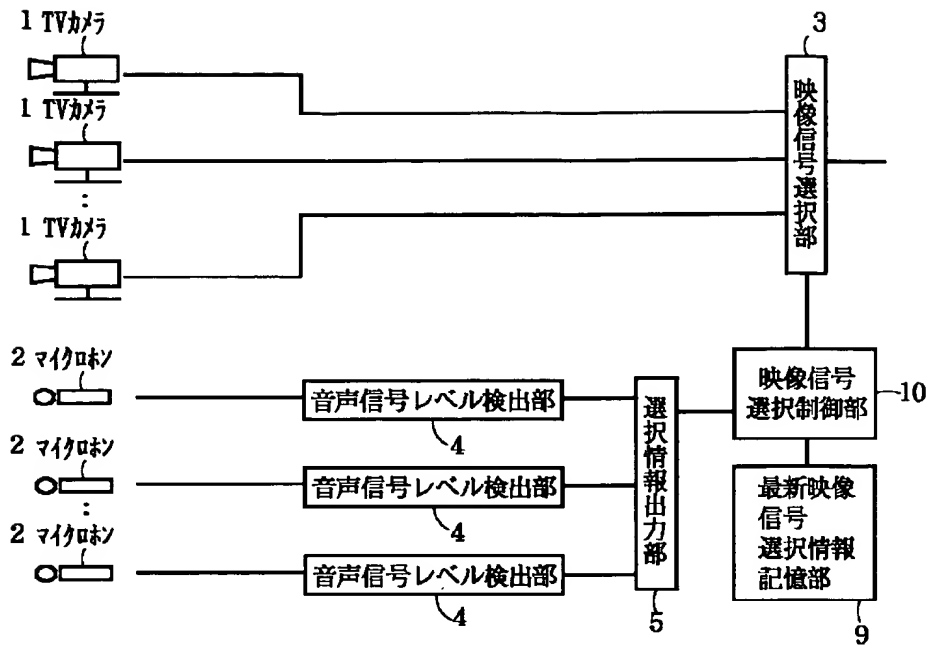 1 TVカメラ
3
1 TVカメラ
:
1 TVカメラ
映像信号選択部
2 マイクロホン
音声信号レベル検出部
4
2 マイクロホン
:
音声信号レベル検出部
4
2 マイクロホン
音声信号レベル検出部
4
選択情報出力部
5
映像信号
選択制御部
10
最新映像
信号
選択情報
記憶部
9